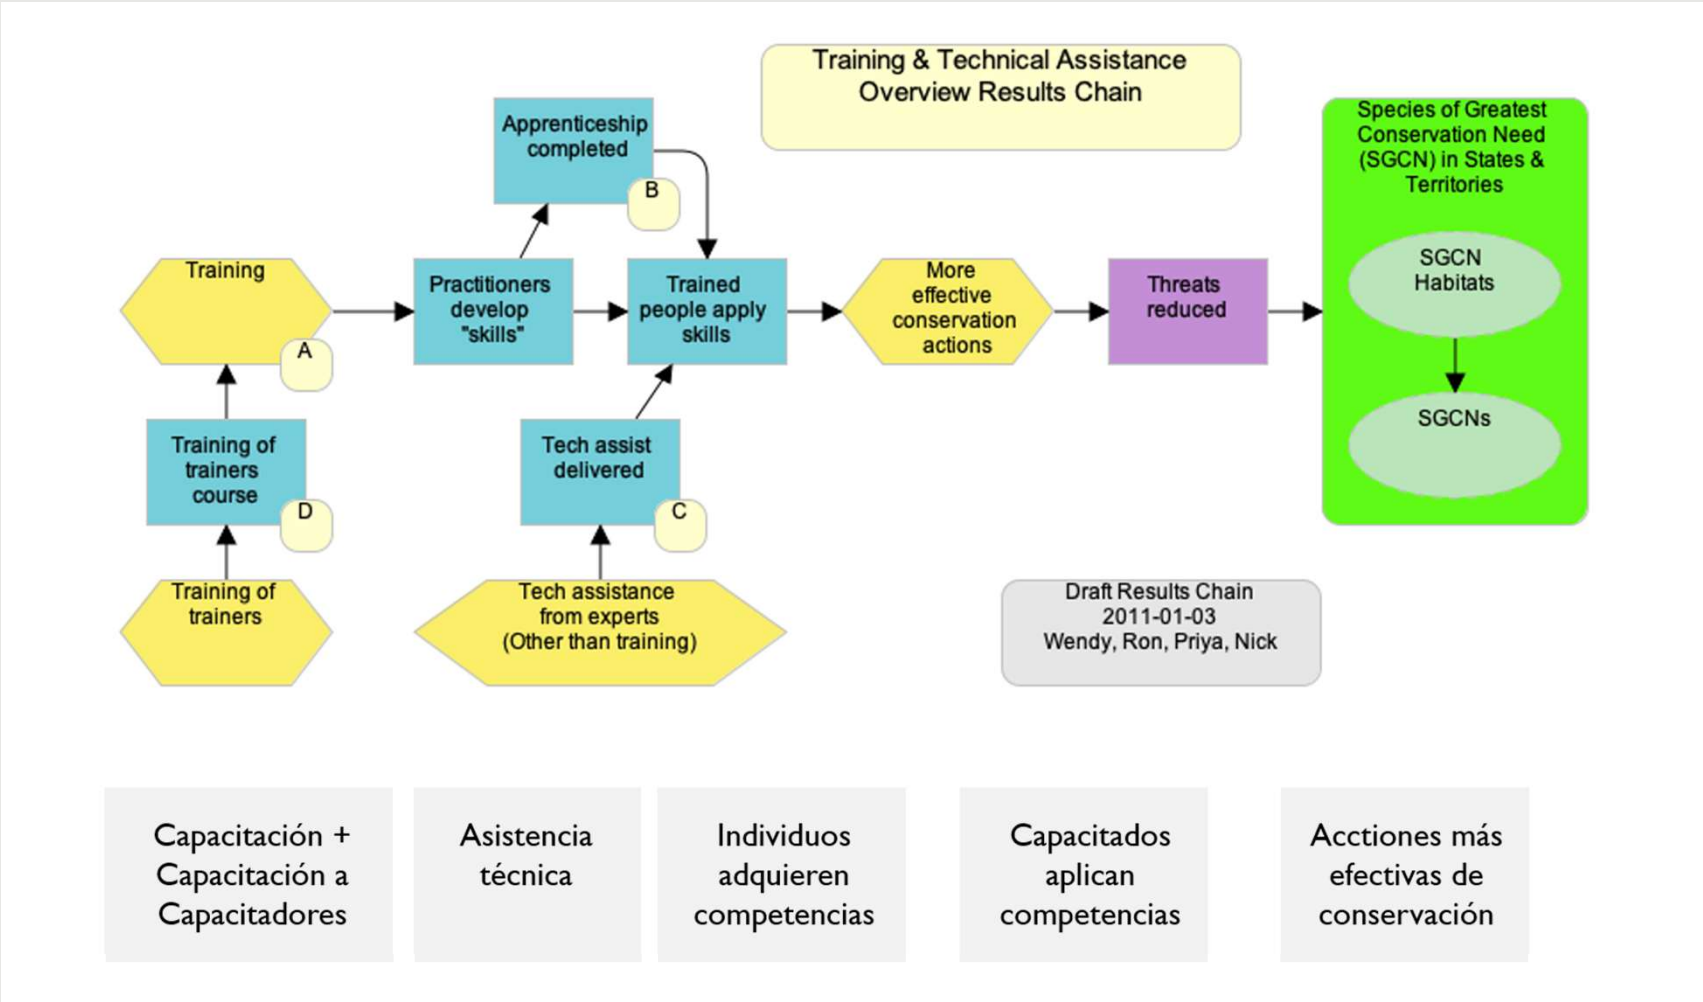 Training & Technical Assistance
Overview Results Chain
Apprenticeship
completed
B
Species of Greatest
Conservation Need
(SGCN) in States &
Territories
SGCN
Habitats
SGCNs
Training
A
Practitioners
develop
"skills"
Trained
people apply
skills
More
effective
conservation
actions
Threats
reduced
Training of
trainers
course
D
Tech assist
delivered
C
Training of
trainers
Tech assistance
from experts
(Other than training)
Draft Results Chain
2011-01-03
Wendy, Ron, Priya, Nick
Capacitación +
Capacitación a
Capacitadores
Asistencia
técnica
Individuos
adquieren
competencias
Capacitados
aplican
competencias
Acctiones más
efectivas de
conservación